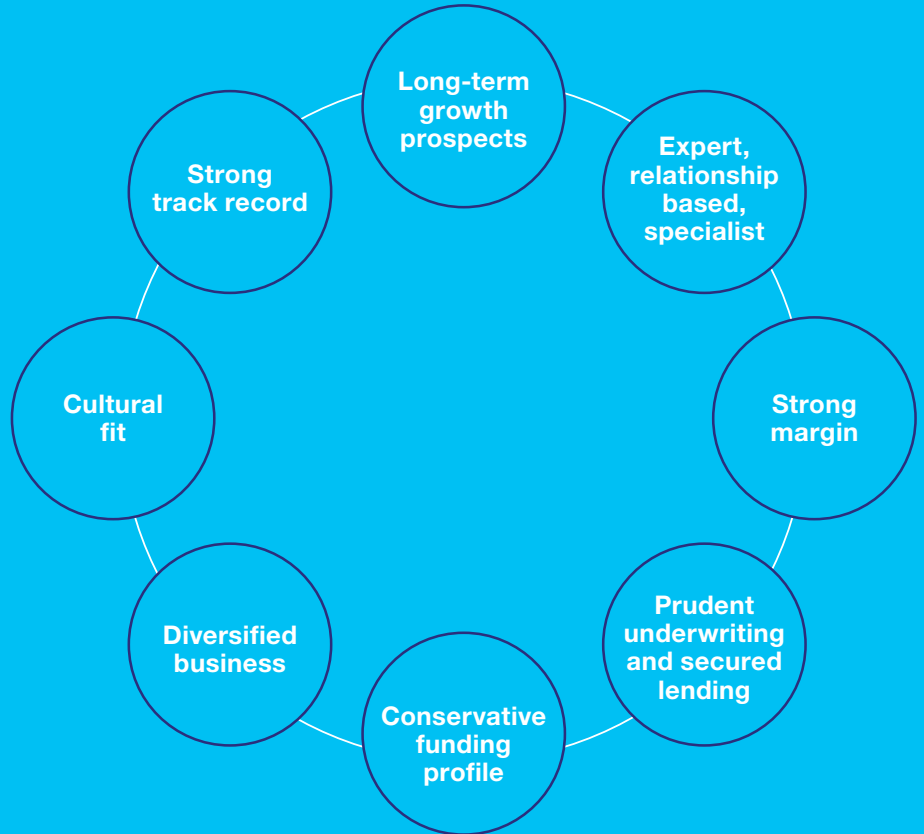 Long-term
growth
prospects
Expert,
relationship
based,
specialist
Strong
margin
Prudent
underwriting
and secured
lending
Conservative
funding
profile
Diversified
business
Cultural
fit
Strong
track record